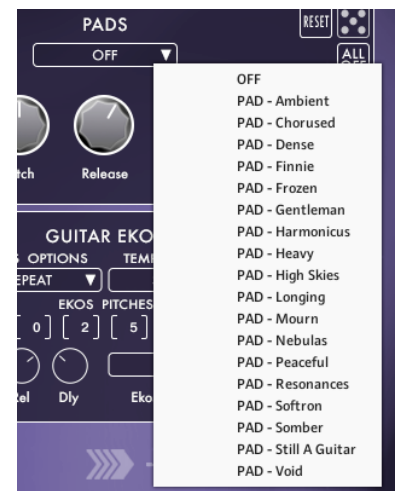 PADS
RESET
OFF
ALL
OFF
PAD - Ambient
PAD - Chorused
PAD - Dense
PAD - Finnie
PAD - Frozen
PAD - Gentleman
PAD - Harmonicus
PAD - Heavy
PAD - High Skies
PAD - Longing
PAD - Mourn
PAD - Nebulas
PAD - Peaceful
PAD - Resonances
PAD - Softron
PAD - Somber
PAD - Still A Guitar
PAD - Void
Release
GUITAR EKO
OPTIONS TEM
EPEAT
EKOS PITCHES
[ 0 ] [ 2 ] [ 5 ]
Dly Eko